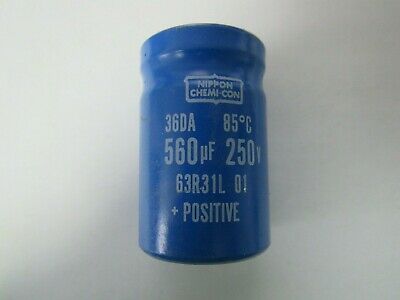 NIPPON
CHEMI-CON
36DA 85°C
560µF 250V
63R31L 01
+ POSITIVE